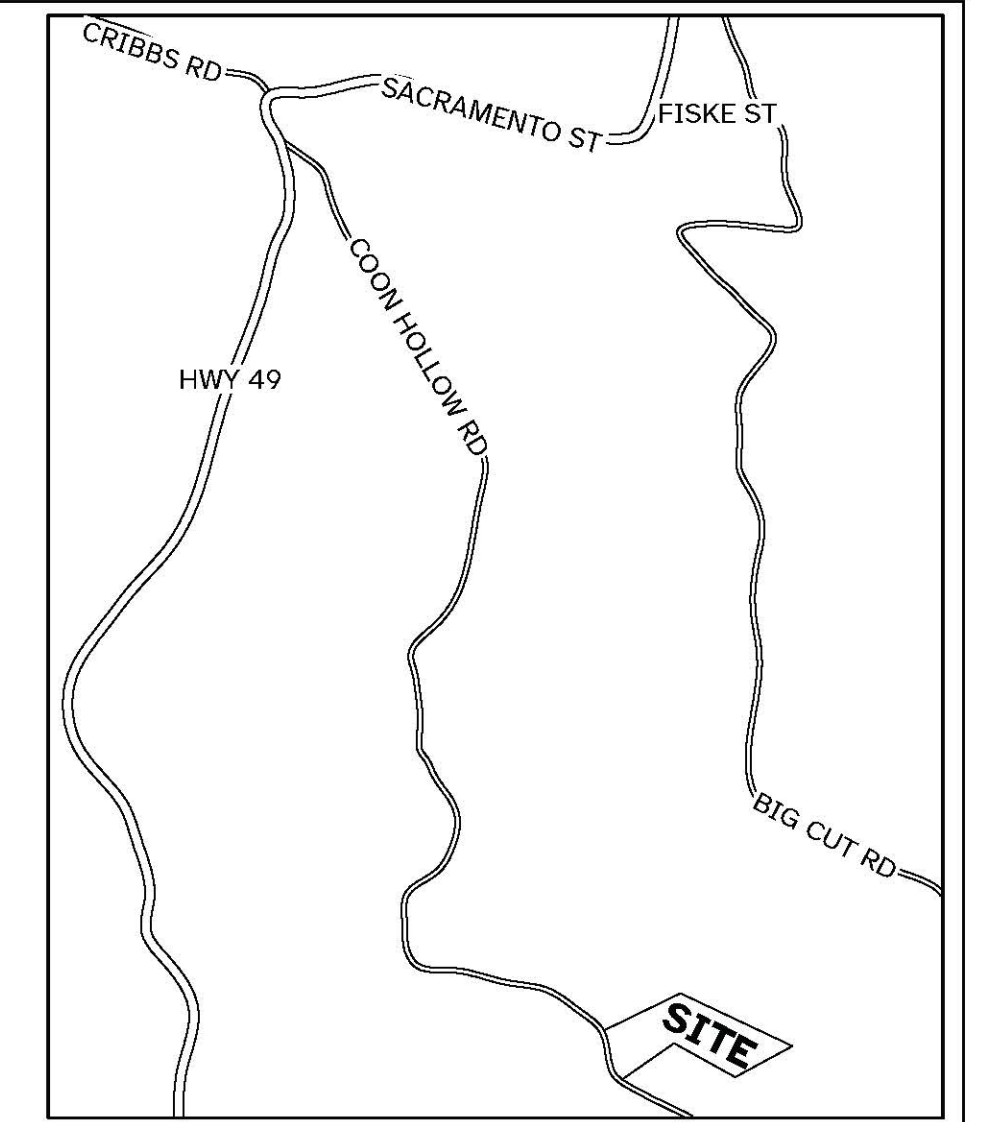 CRIBBS RD
SACRAMENTO ST
FISKE ST
COON HOLLOW RD
HWY 49
BIG CUT RD
SITE